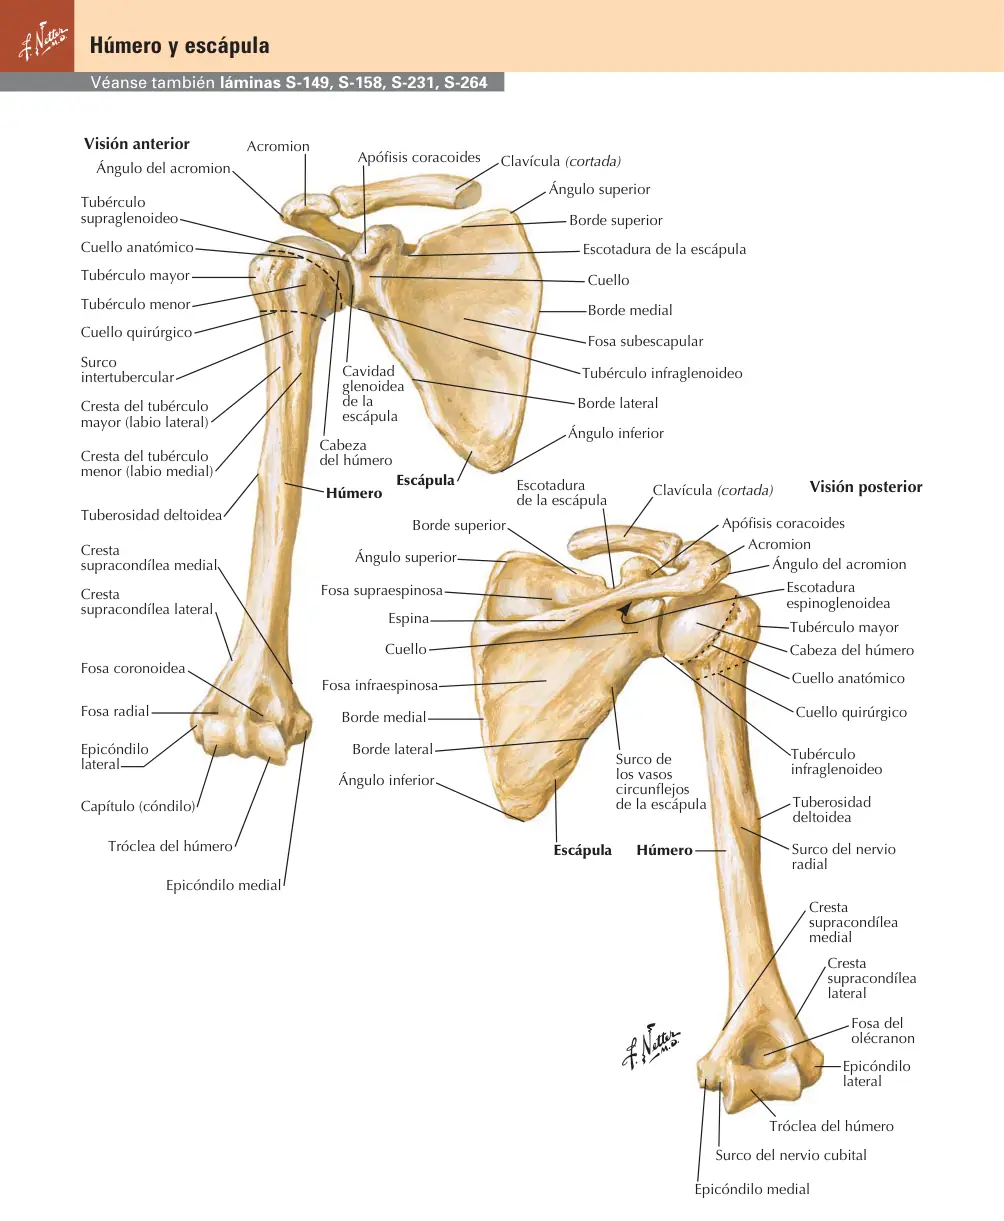 F. Netter M.D.
Húmero y escápula
Véanse también láminas S-149, S-158, S-231, S-264
Visión anterior
Acromion
Ángulo del acromion
Apófisis coracoides
Clavícula (cortada)
Ángulo superior
Tubérculo
supraglenoideo
Borde superior
Cuello anatómico
Escotadura de la escápula
Tubérculo mayor
Cuello
Tubérculo menor
Borde medial
Cuello quirúrgico
Fosa subescapular
Surco
intertubercular
Cavidad
glenoidea
de la
escápula
Tubérculo infraglenoideo
Cresta del tubérculo
mayor (labio lateral)
Borde lateral
Ángulo inferior
Cabeza
del húmero
Cresta del tubérculo
menor (labio medial)
Escápula
Húmero
Tuberosidad deltoidea
Cresta
supracondílea medial
Cresta
supracondílea lateral
Fosa coronoidea
Fosa radial
Epicóndilo
lateral
Capítulo (cóndilo)
Tróclea del húmero
Epicóndilo medial
Visión posterior
Escotadura
de la escápula
Clavícula (cortada)
Borde superior
Apófisis coracoides
Acromion
Ángulo superior
Ángulo del acromion
Fosa supraespinosa
Escotadura
espinoglenoidea
Espina
Tubérculo mayor
Cuello
Cabeza del húmero
Cuello anatómico
Fosa infraespinosa
Cuello quirúrgico
Borde medial
Borde lateral
Surco de
los vasos
circunflejos
de la escápula
Tubérculo
infraglenoideo
Ángulo inferior
Tuberosidad
deltoidea
Escápula
Húmero
Surco del nervio
radial
Cresta
supracondílea
medial
Cresta
supracondílea
lateral
Fosa del
olécranon
Epicóndilo
lateral
Tróclea del húmero
Surco del nervio cubital
Epicóndilo medial
F. Netter M.D.